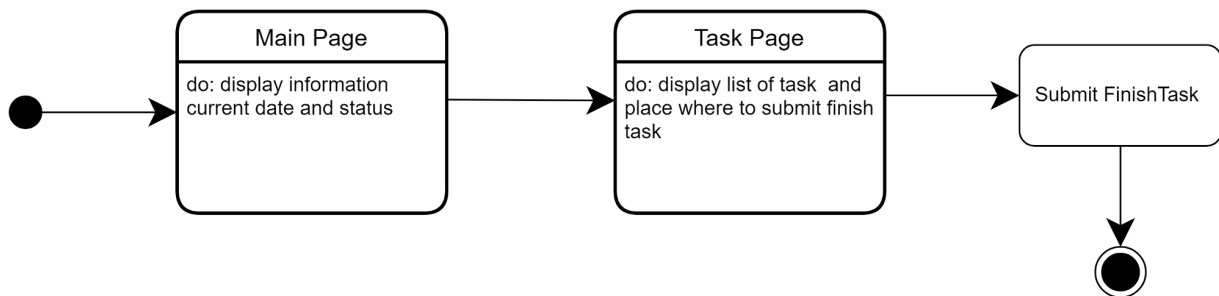 Main Page
do: display information
current date and status
Task Page
do: display list of task  and
place where to submit finish
task
Submit FinishTask